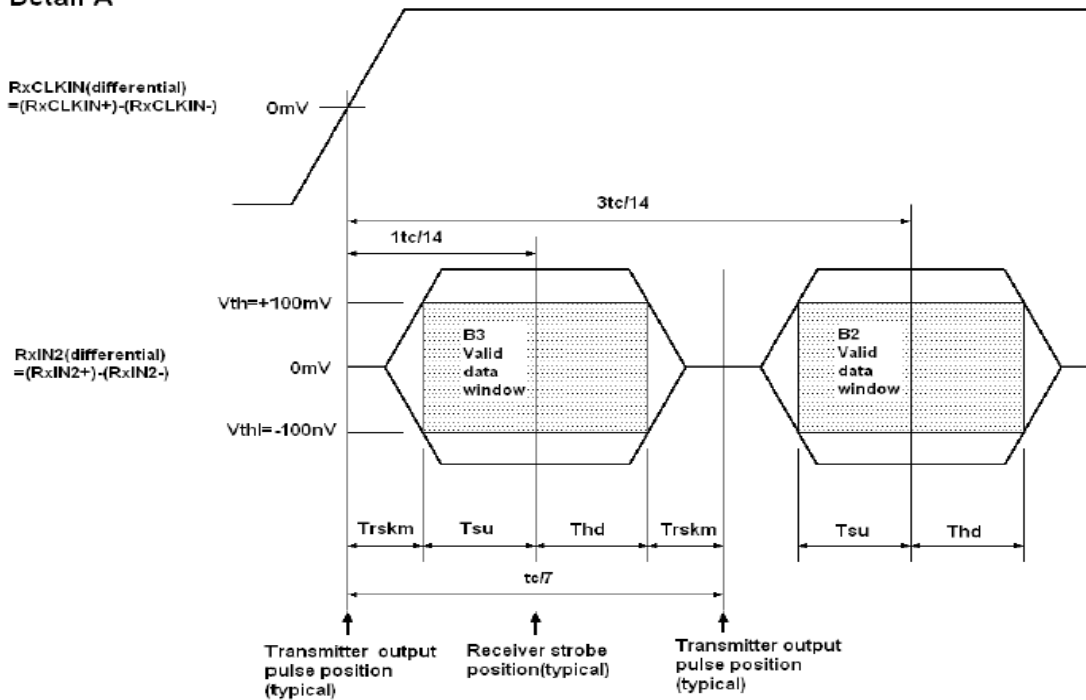 Detail A
RxCLKIN(differential)
=(RxCLKIN+)-(RxCLKIN-)
0mV
3tc/14
1tc/14
Vth=+100mV
B3
Valid
data
window
B2
Valid
data
window
RxIN2(differential)
=(RxIN2+)-(RxIN2-)
0mV
Vthl=-100nV
Trskm
Tsu
Thd
Trskm
Tsu
Thd
tc/7
Transmitter output
pulse position
(typical)
Receiver strobe
position(typical)
Transmitter output
pulse position
(typical)